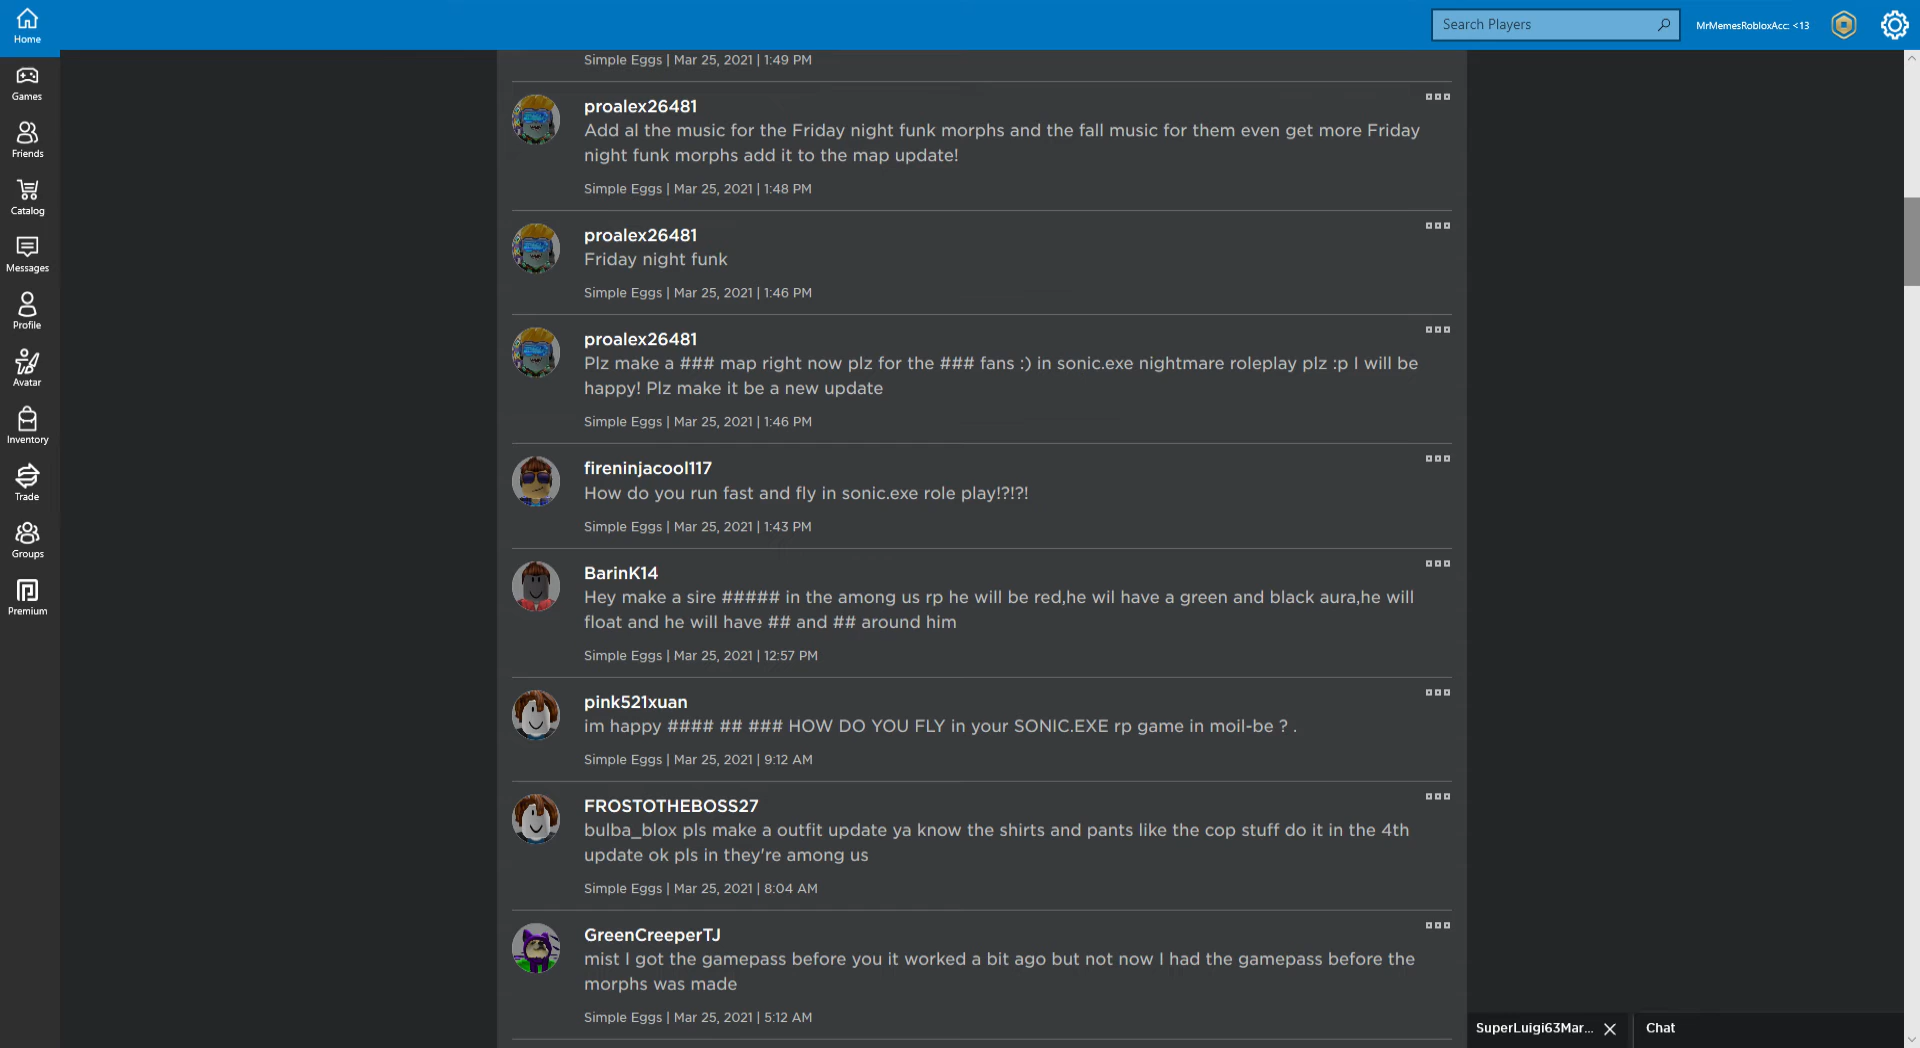 Home
Search Players
MrMemesRobloxAcc: <13
Games
Friends
Catalog
Messages
Profile
Avatar
Inventory
Trade
Groups
Premium
Simple Eggs | Mar 25, 2021 | 1:49 PM
proalex26481
Add al the music for the Friday night funk morphs and the fall music for them even get more Friday
night funk morphs add it to the map update!
Simple Eggs | Mar 25, 2021 | 1:48 PM
proalex26481
Friday night funk
Simple Eggs | Mar 25, 2021 | 1:46 PM
proalex26481
Plz make a ### map right now plz for the ### fans :) in sonic.exe nightmare roleplay plz :p I will be
happy! Plz make it be a new update
Simple Eggs | Mar 25, 2021 | 1:46 PM
fireninjacool117
How do you run fast and fly in sonic.exe role play!?!?!
Simple Eggs | Mar 25, 2021 | 1:43 PM
BarinK14
Hey make a sire ##### in the among us rp he will be red,he wil have a green and black aura,he will
float and he will have ## and ## around him
Simple Eggs | Mar 25, 2021 | 12:57 PM
pink521xuan
im happy #### ## ### HOW DO YOU FLY in your SONIC.EXE rp game in moil-be ? .
Simple Eggs | Mar 25, 2021 | 9:12 AM
FROSTOTHEBOSS27
bulba_blox pls make a outfit update ya know the shirts and pants like the cop stuff do it in the 4th
update ok pls in they're among us
Simple Eggs | Mar 25, 2021 | 8:04 AM
GreenCreeperTJ
mist I got the gamepass before you it worked a bit ago but not now I had the gamepass before the
morphs was made
Simple Eggs | Mar 25, 2021 | 5:12 AM
SuperLuigi63Mar...
Chat